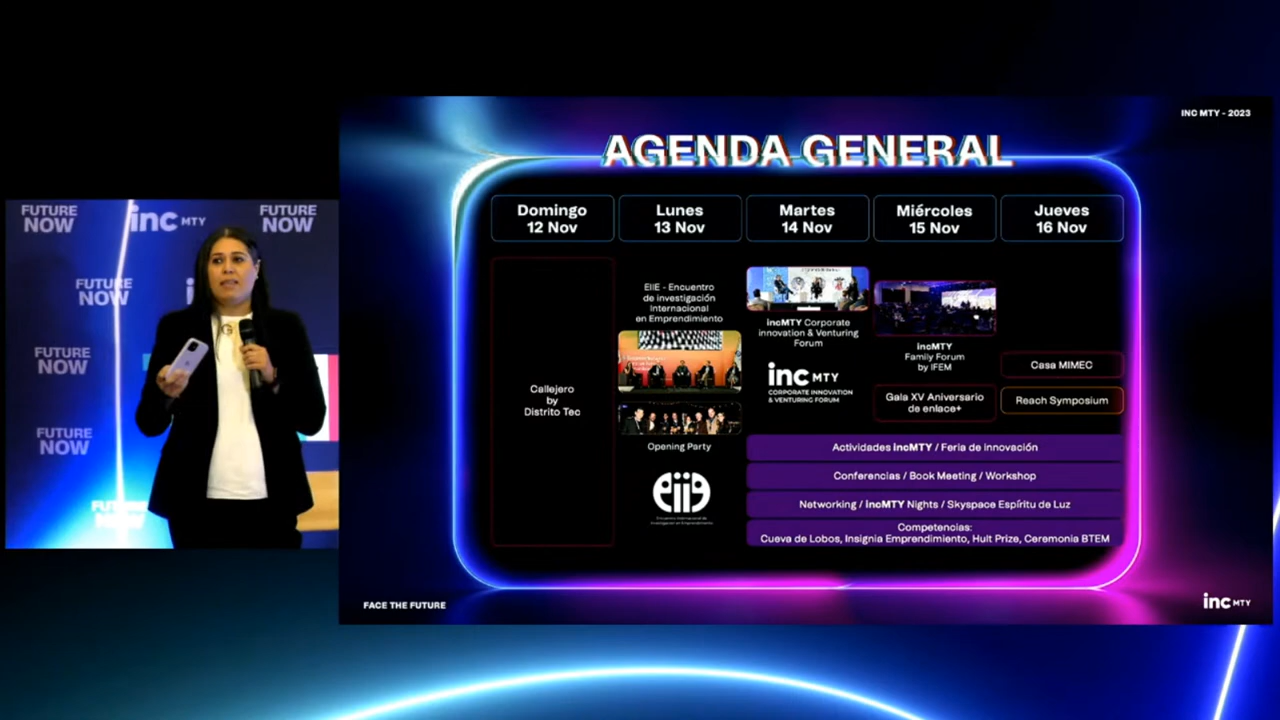 FUTURE
NOW
inc MTY
FUTURE
NOW
FUTURE
NOW
FUTURE
NOW
FUTURE
NOW
INC MTY - 2023
AGENDA GENERAL
Domingo
12 Nov
Lunes
13 Nov
Martes
14 Nov
Miércoles
15 Nov
Jueves
16 Nov
Callejero
by
Distrito Tec
EIIE - Encuentro
de investigación
Internacional
en Emprendimiento
Opening Party
eiie
incMTY Corporate
innovation & Venturing
Forum
inc MTY
CORPORATE INNOVATION
& VENTURING FORUM
incMTY
Family Forum
by IFEM
Gala XV Aniversario
de enlace+
Casa MIMEC
Reach Symposium
Actividades incMTY / Feria de innovación
Conferencias / Book Meeting / Workshop
Networking / incMTY Nights / Skyspace Espíritu de Luz
Competencias:
Cueva de Lobos, Insignia Emprendimiento, Hult Prize, Ceremonia BTEM
FACE THE FUTURE
inc MTY